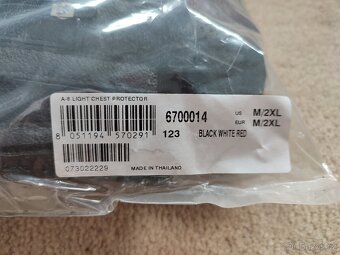 A-8 LIGHT CHEST PROTECTOR
6700014 US M/2XL
EUR M/2XL
8 051194 570291 123 BLACK WHITE RED
073022229 MADE IN THAILAND